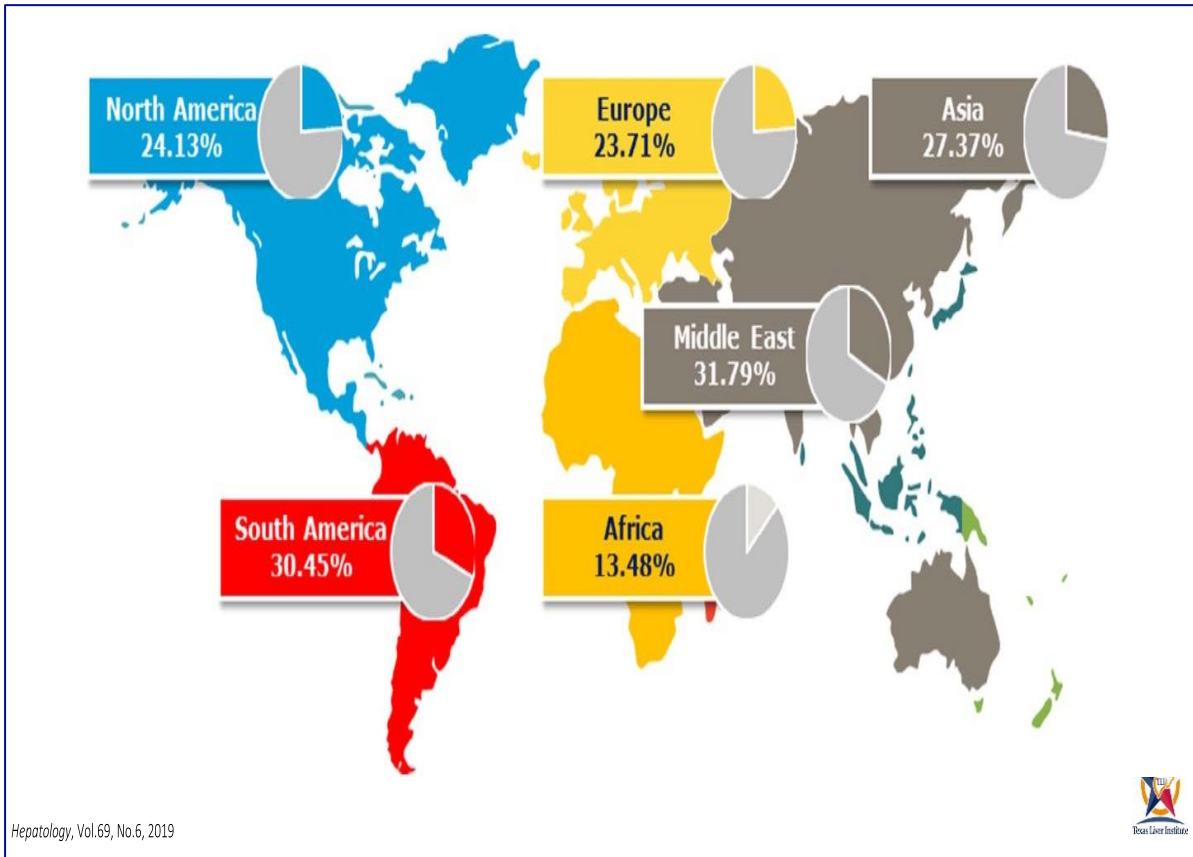 North America
24.13%
Europe
23.71%
Asia
27.37%
Middle East
31.79%
South America
30.45%
Africa
13.48%
Hepatology, Vol.69, No.6, 2019
Texas Liver Institute